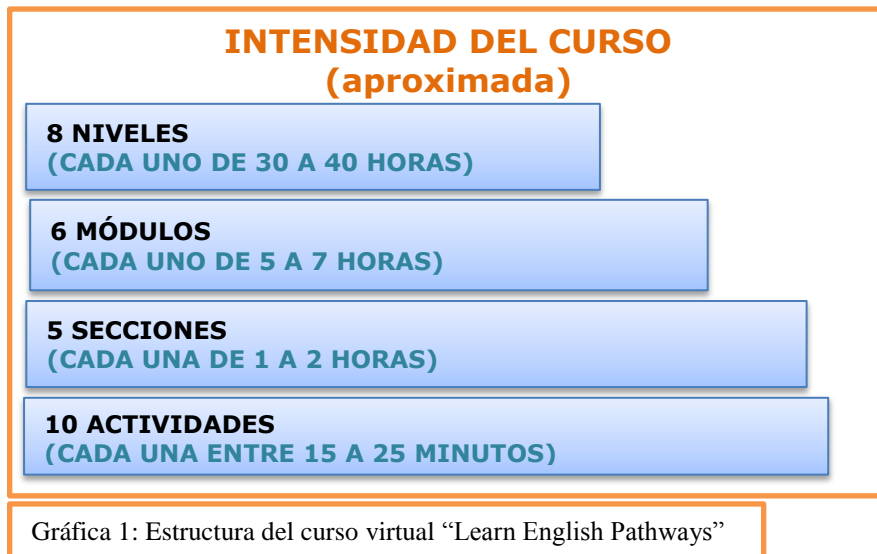 INTENSIDAD DEL CURSO
(aproximada)
8 NIVELES
(CADA UNO DE 30 A 40 HORAS)
6 MÓDULOS
(CADA UNO DE 5 A 7 HORAS)
5 SECCIONES
(CADA UNA DE 1 A 2 HORAS)
10 ACTIVIDADES
(CADA UNA ENTRE 15 A 25 MINUTOS)
Gráfica 1: Estructura del curso virtual “Learn English Pathways”